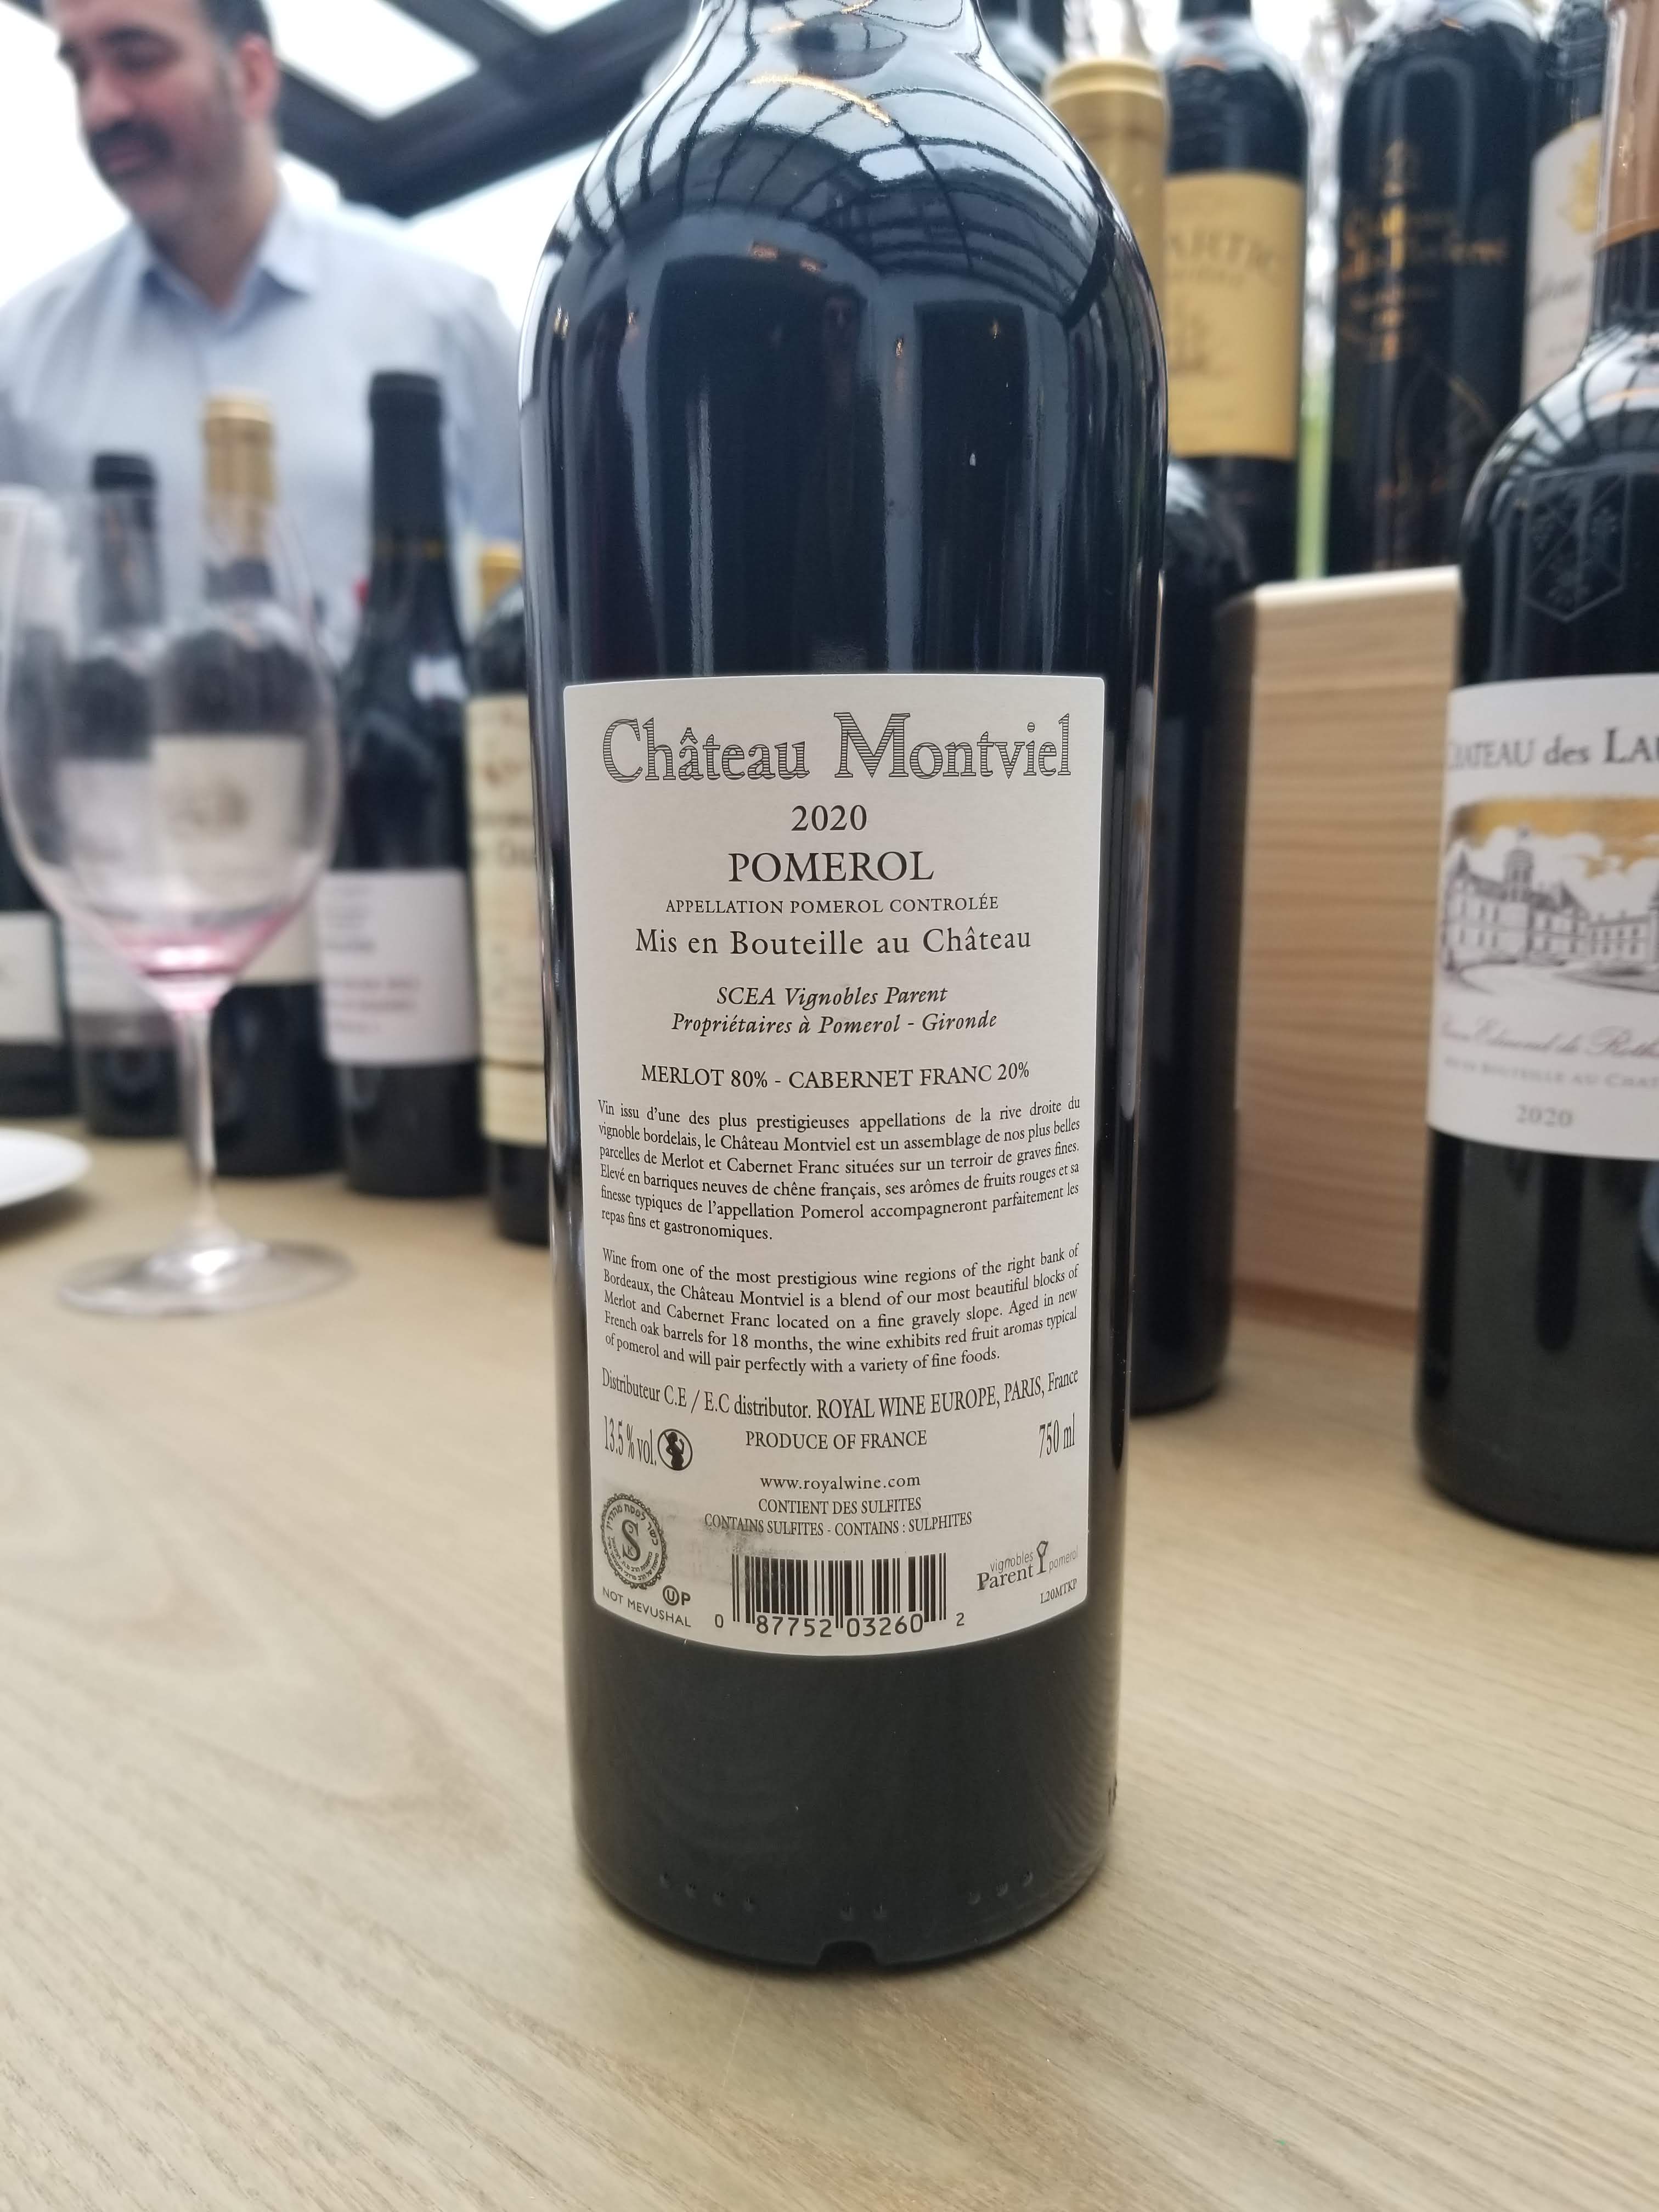 Château Montviel
2020
POMEROL
APPELLATION POMEROL CONTROLÉE
Mis en Bouteille au Château
SCEA Vignobles Parent
Propriétaires à Pomerol - Gironde
MERLOT 80% - CABERNET FRANC 20%
Vin issu d'une des plus prestigieuses appellations de la rive droite du
vignoble bordelais, le Château Montviel est un assemblage de nos plus belles
parcelles de Merlot et Cabernet Franc situées sur un terroir de graves fines.
Elevé en barriques neuves de chêne français, ses arômes de fruits rouges et sa
finesse typiques de l'appellation Pomerol accompagneront parfaitement les
repas fins et gastronomiques.
Wine from one of the most prestigious wine regions of the right bank of
Bordeaux, the Château Montviel is a blend of our most beautiful blocks of
Merlot and Cabernet Franc located on a fine gravely slope. Aged in new
French oak barrels for 18 months, the wine exhibits red fruit aromas typical
of pomerol and will pair perfectly with a variety of fine foods.
Distributeur C.E / E.C distributor. ROYAL WINE EUROPE, PARIS, France
13.5 % vol.
PRODUCE OF FRANCE
750 ml
www.royalwine.com
CONTIENT DES SULFITES
CONTAINS SULFITES - CONTAINS : SULPHITES
כשר לפסח מהדרין
S
UP
NOT MEVUSHAL
0 87752 03260 2
vignobles
Parent pomerol
L20MTKP
CHATEAU des
2020